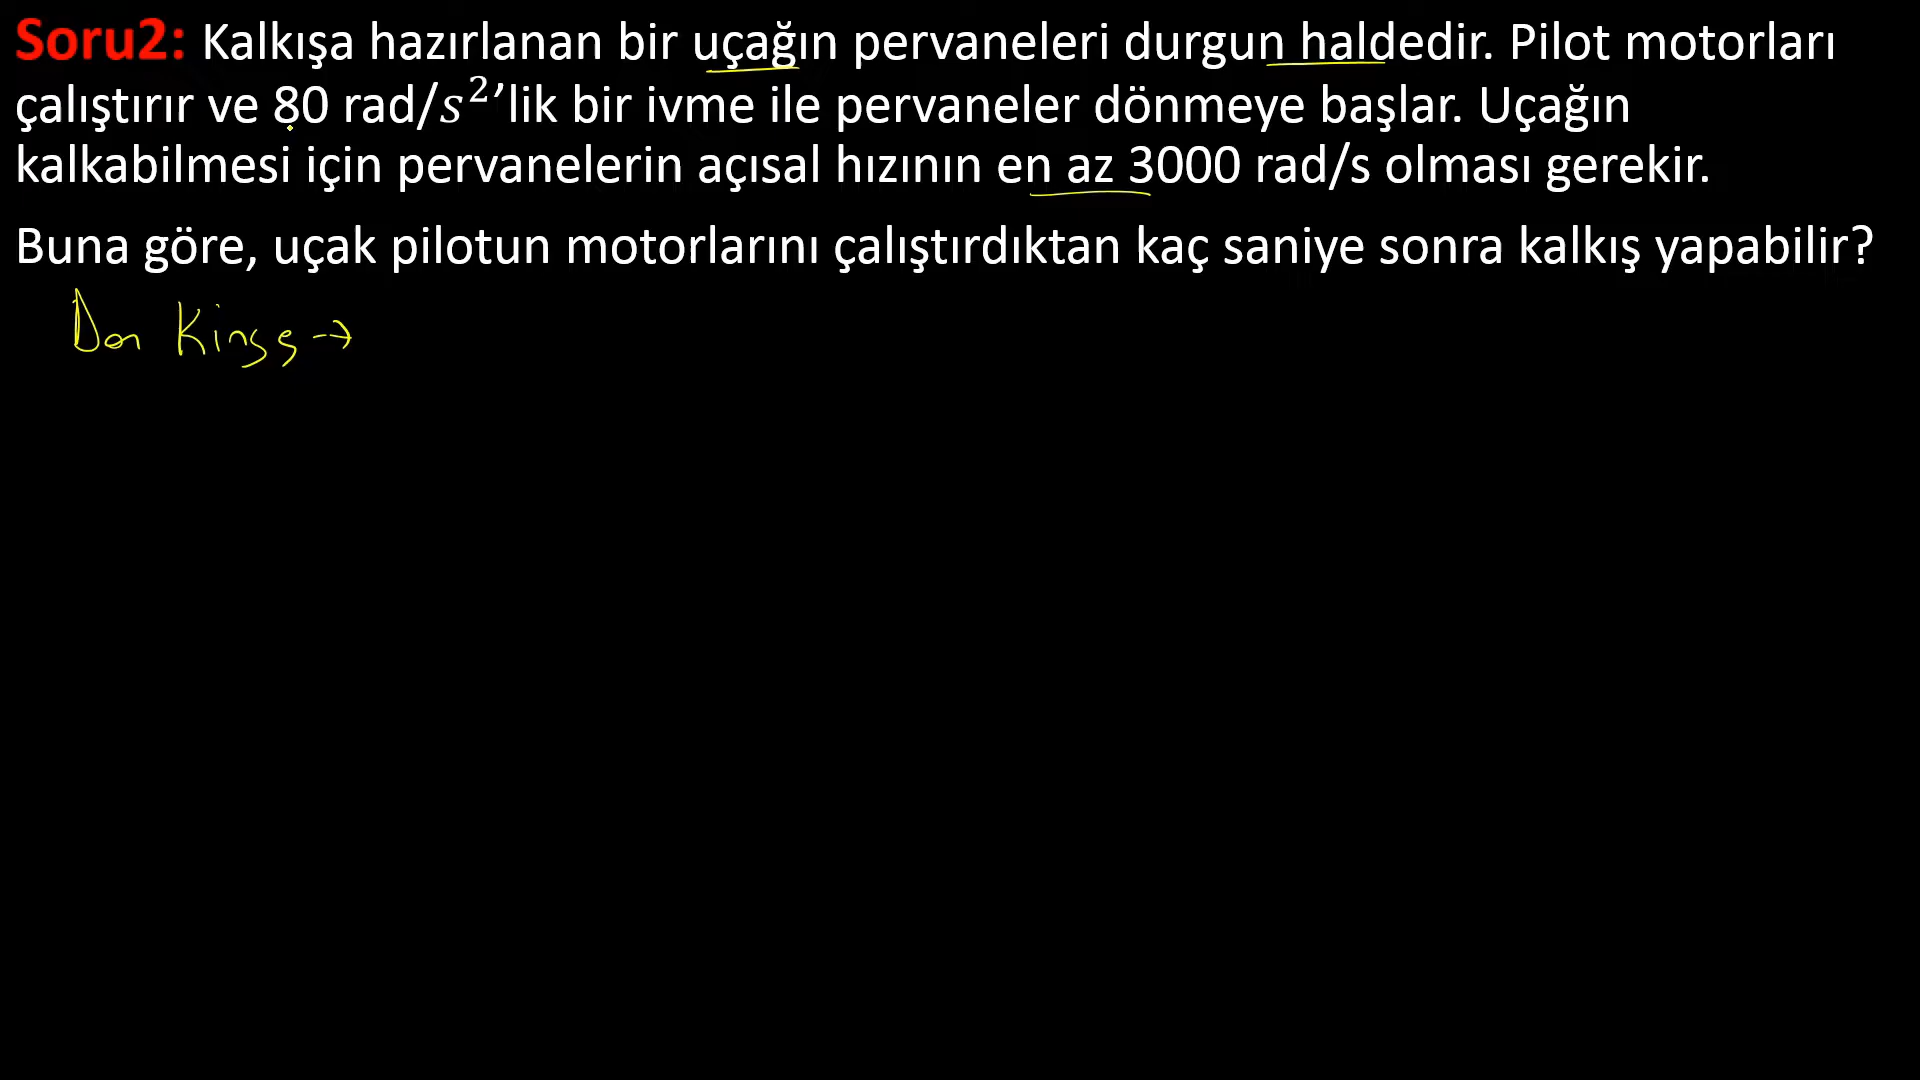 Soru2: Kalkışa hazırlanan bir uçağın pervaneleri durgun haldedir. Pilot motorları
çalıştırır ve 80 rad/s²’lik bir ivme ile pervaneler dönmeye başlar. Uçağın
kalkabilmesi için pervanelerin açısal hızının en az 3000 rad/s olması gerekir.
Buna göre, uçak pilotun motorlarını çalıştırdıktan kaç saniye sonra kalkış yapabilir?
→